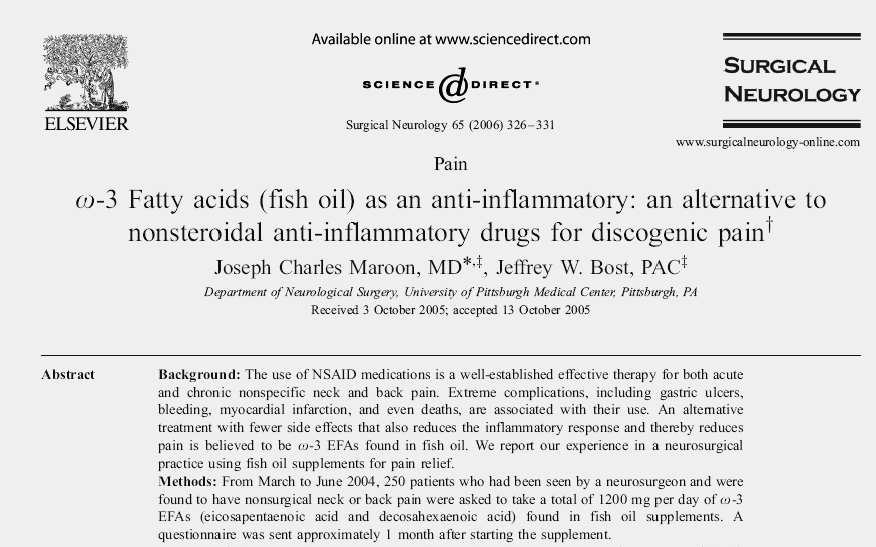 Available online at www.sciencedirect.com
SCIENCE DIRECT®
ELSEVIER
SURGICAL
NEUROLOGY
Surgical Neurology 65 (2006) 326–331
www.surgicalneurology-online.com
Pain
ω-3 Fatty acids (fish oil) as an anti-inflammatory: an alternative to
nonsteroidal anti-inflammatory drugs for discogenic pain†
Joseph Charles Maroon, MD*,‡, Jeffrey W. Bost, PAC‡
Department of Neurological Surgery, University of Pittsburgh Medical Center, Pittsburgh, PA
Received 3 October 2005; accepted 13 October 2005
Abstract
Background: The use of NSAID medications is a well-established effective therapy for both acute
and chronic nonspecific neck and back pain. Extreme complications, including gastric ulcers,
bleeding, myocardial infarction, and even deaths, are associated with their use. An alternative
treatment with fewer side effects that also reduces the inflammatory response and thereby reduces
pain is believed to be ω-3 EFAs found in fish oil. We report our experience in a neurosurgical
practice using fish oil supplements for pain relief.
Methods: From March to June 2004, 250 patients who had been seen by a neurosurgeon and were
found to have nonsurgical neck or back pain were asked to take a total of 1200 mg per day of ω-3
EFAs (eicosapentaenoic acid and decosahexaenoic acid) found in fish oil supplements. A
questionnaire was sent approximately 1 month after starting the supplement.